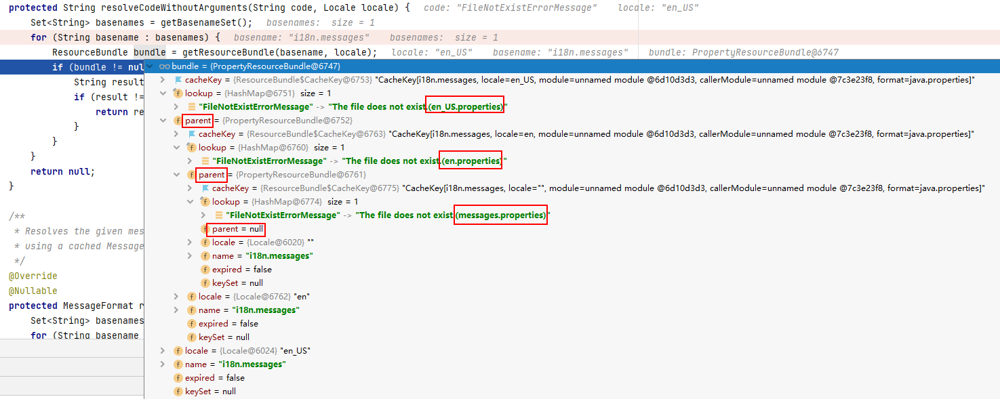 protected String resolveCodeWithoutArguments(String code, Locale locale) { code: "FileNotExistErrorMessage" locale: "en_US"
Set<String> basenames = getBasenameSet(); basenames: size = 1
for (String basename : basenames) { basename: "i18n.messages" basenames: size = 1
ResourceBundle bundle = getResourceBundle(basename, locale); locale: "en_US" basename: "i18n.messages" bundle: PropertyResourceBundle@6747
if (bundle != nul
bundle = {PropertyResourceBundle@6747}
cacheKey = {ResourceBundle$CacheKey@6753} "CacheKey[i18n.messages, locale=en_US, module=unnamed module @6d10d3d3, callerModule=unnamed module @7c3e23f8, format=java.properties]"
String result
lookup = {HashMap@6751} size = 1
if (result !=
"FileNotExistErrorMessage" -> "The file does not exist.(en_US.properties)"
return re
parent = {PropertyResourceBundle@6752}
}
cacheKey = {ResourceBundle$CacheKey@6763} "CacheKey[i18n.messages, locale=en, module=unnamed module @6d10d3d3, callerModule=unnamed module @7c3e23f8, format=java.properties]"
}
lookup = {HashMap@6760} size = 1
}
"FileNotExistErrorMessage" -> "The file does not exist.(en.properties)"
return null;
parent = {PropertyResourceBundle@6761}
}
cacheKey = {ResourceBundle$CacheKey@6775} "CacheKey[i18n.messages, locale="", module=unnamed module @6d10d3d3, callerModule=unnamed module @7c3e23f8, format=java.properties]"
lookup = {HashMap@6774} size = 1
/**
"FileNotExistErrorMessage" -> "The file does not exist.(messages.properties)"
* Resolves the given mes
parent = null
* using a cached Message
locale = {Locale@6020} ""
*/
name = "i18n.messages"
@Override
expired = false
keySet = null
@Nullable
locale = {Locale@6762} "en"
protected MessageFormat r
name = "i18n.messages"
Set<String> basenames
expired = false
for (String basename
keySet = null
locale = {Locale@6024} "en_US"
name = "i18n.messages"
expired = false
keySet = null